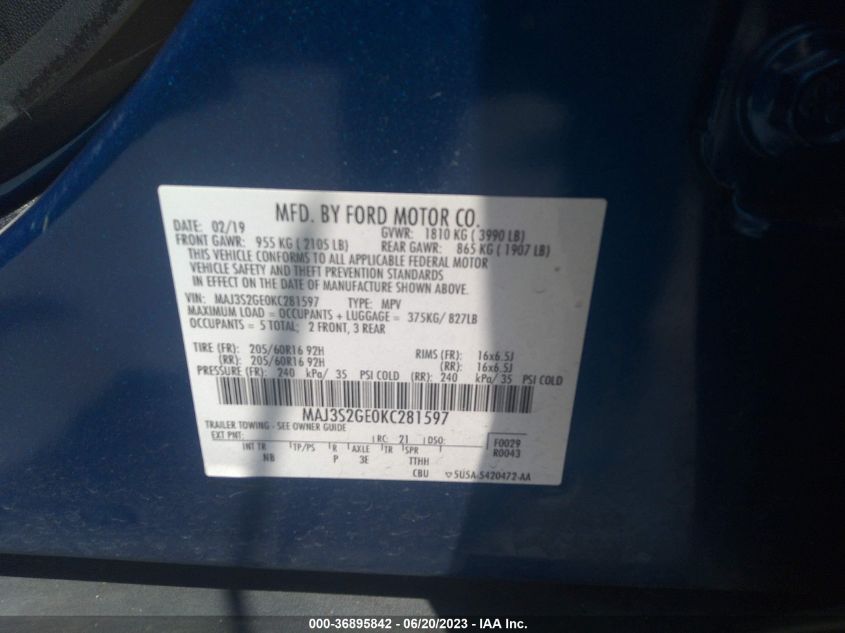 MFD. BY FORD MOTOR CO.
DATE: 02/19 GVWR: 1810 KG ( 3990 LB)
FRONT GAWR: 955 KG ( 2105 LB) REAR GAWR: 865 KG ( 1907 LB)
THIS VEHICLE CONFORMS TO ALL APPLICABLE FEDERAL MOTOR
VEHICLE SAFETY AND THEFT PREVENTION STANDARDS
IN EFFECT ON THE DATE OF MANUFACTURE SHOWN ABOVE.
VIN: MAJ3S2GE0KC281597 TYPE: MPV
MAXIMUM LOAD = OCCUPANTS + LUGGAGE = 375KG/ 827LB
OCCUPANTS = 5 TOTAL; 2 FRONT, 3 REAR
TIRE (FR): 205/60R16 92H RIMS (FR): 16x6.5J
(RR): 205/60R16 92H (RR): 16x6.5J
PRESSURE (FR): 240 kPa/ 35 PSI COLD (RR): 240 kPa/ 35 PSI COLD
MAJ3S2GE0KC281597
TRAILER TOWING - SEE OWNER GUIDE
EXT PNT: RC: 21 DSO: F0029
INT TR TP/PS R AXLE TR SPR R0043
NB P 3E TTHH
CBU 5U5A-5420472-AA
000-36895842 - 06/20/2023 - COPYRIGHT IAA, Inc.